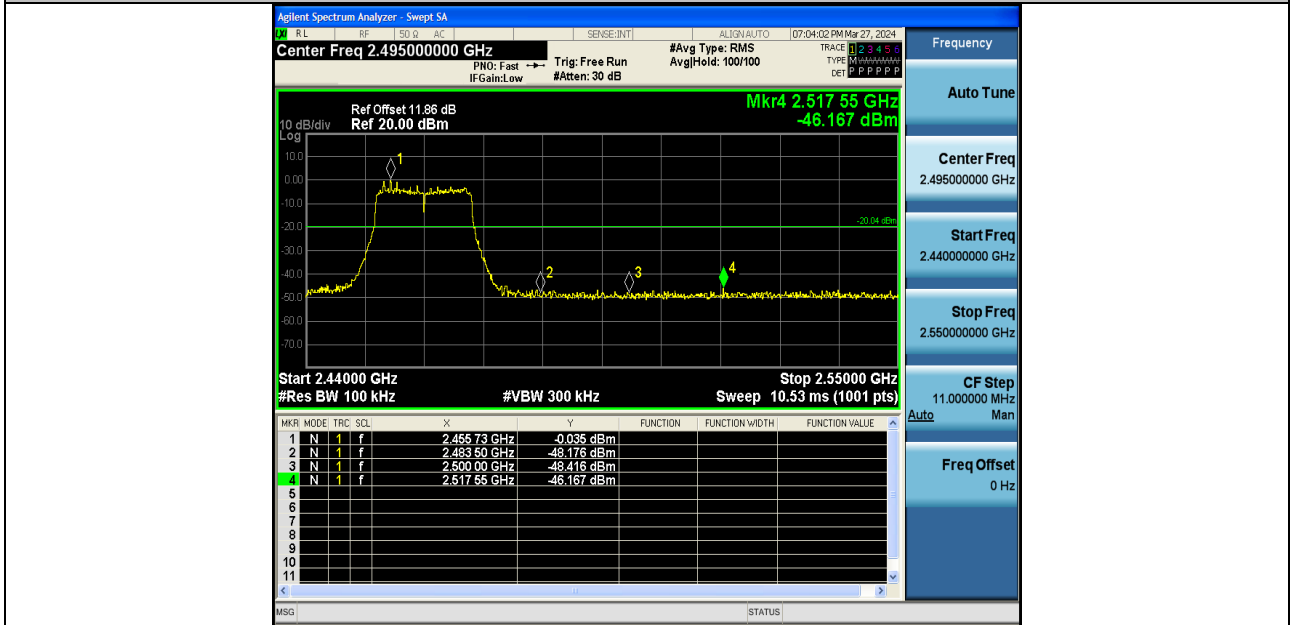 Agilent Spectrum Analyzer - Swept SA
LXI RL RF 50 Ω AC SENSE:INT ALIGN AUTO 07:04:02 PM Mar 27, 2024
Center Freq 2.495000000 GHz
PNO: Fast
IFGain:Low
Trig: Free Run
#Atten: 30 dB
#Avg Type: RMS
Avg|Hold: 100/100
TRACE 1 2 3 4 5 6
TYPE M
DET P P P P P P
Frequency
Auto Tune
Center Freq
2.495000000 GHz
Start Freq
2.440000000 GHz
Stop Freq
2.550000000 GHz
CF Step
11.000000 MHz
Auto Man
Freq Offset
0 Hz
Mkr4 2.517 55 GHz
-46.167 dBm
Ref Offset 11.86 dB
10 dB/div Ref 20.00 dBm
Log
10.0
0.00
-10.0
-20.0
-30.0
-40.0
-50.0
-60.0
-70.0
1
2
3
4
-20.04 dBm
Start 2.44000 GHz Stop 2.55000 GHz
#Res BW 100 kHz #VBW 300 kHz Sweep 10.53 ms (1001 pts)
MKR MODE TRC SCL X Y FUNCTION FUNCTION WIDTH FUNCTION VALUE
1 N 1 f 2.455 73 GHz -0.035 dBm
2 N 1 f 2.483 50 GHz -48.176 dBm
3 N 1 f 2.500 00 GHz -48.416 dBm
4 N 1 f 2.517 55 GHz -46.167 dBm
5
6
7
8
9
10
11
MSG STATUS